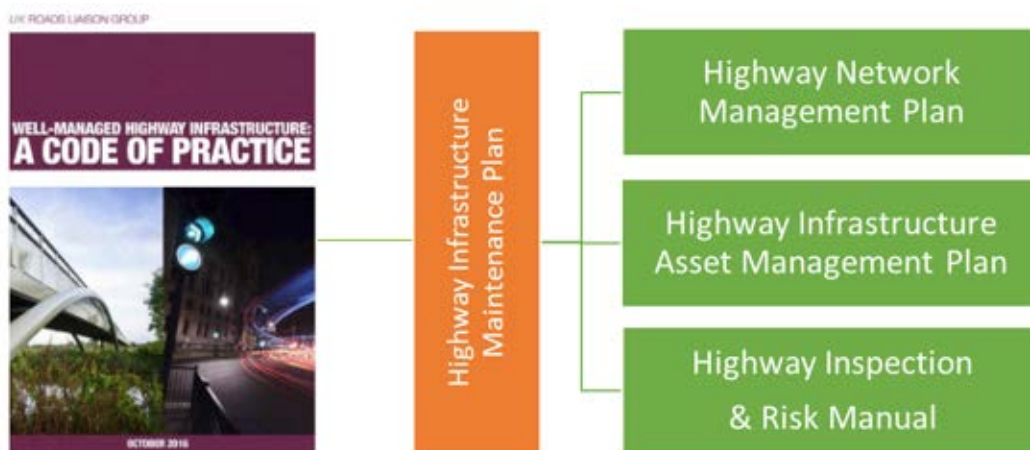 UK ROADS LIAISON GROUP
WELL-MANAGED HIGHWAY INFRASTRUCTURE:
A CODE OF PRACTICE
OCTOBER 2016
Highway Infrastructure
Maintenance Plan
Highway Network
Management Plan
Highway Infrastructure
Asset Management Plan
Highway Inspection
& Risk Manual